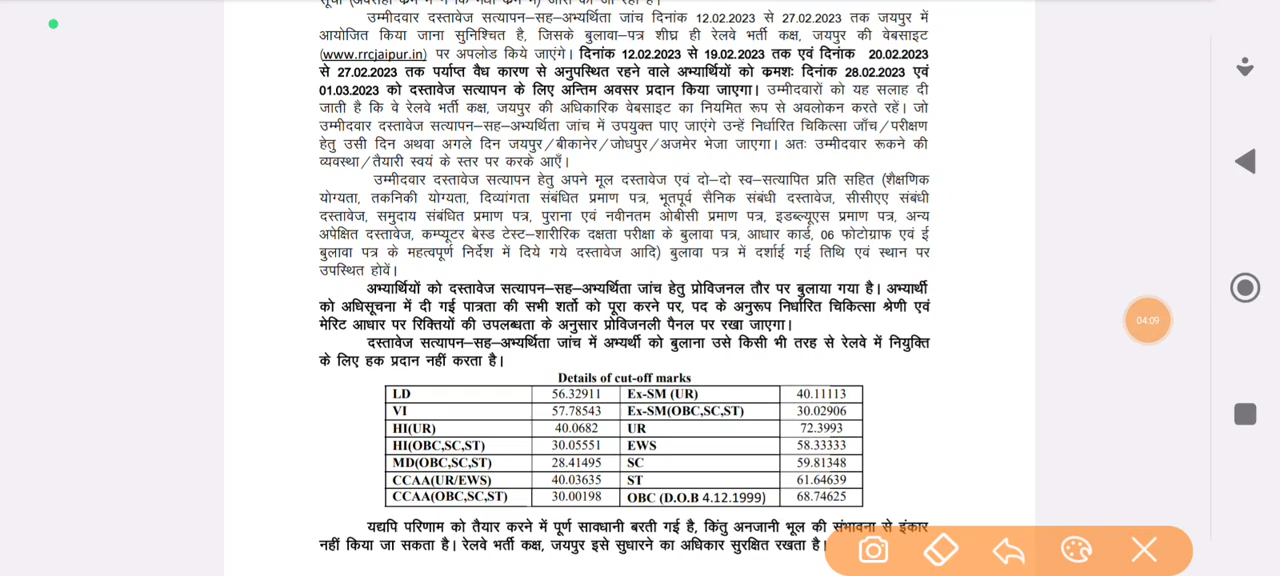 उम्मीदवार दस्तावेज सत्यापन–सह–अभ्यर्थिता जांच दिनांक 12.02.2023 से 27.02.2023 तक जयपुर में
आयोजित किया जाना सुनिश्चित है, जिसके बुलावा–पत्र शीघ्र ही रेलवे भर्ती कक्ष, जयपुर की वेबसाइट
(www.rrcjaipur.in) पर अपलोड किये जाएंगे। दिनांक 12.02.2023 से 19.02.2023 तक एवं दिनांक 20.02.2023
से 27.02.2023 तक पर्याप्त वैध कारण से अनुपस्थित रहने वाले अभ्यार्थियों को क्रमशः दिनांक 28.02.2023 एवं
01.03.2023 को दस्तावेज सत्यापन के लिए अन्तिम अवसर प्रदान किया जाएगा। उम्मीदवारों को यह सलाह दी
जाती है कि वे रेलवे भर्ती कक्ष, जयपुर की अधिकारिक वेबसाइट का नियमित रूप से अवलोकन करते रहें। जो
उम्मीदवार दस्तावेज सत्यापन–सह–अभ्यर्थिता जांच में उपयुक्त पाए जाएंगे उन्हें निर्धारित चिकित्सा जाँच/परीक्षण
हेतु उसी दिन अथवा अगले दिन जयपुर/बीकानेर/जोधपुर/अजमेर भेजा जाएगा। अतः उम्मीदवार रूकने की
व्यवस्था/तैयारी स्वयं के स्तर पर करके आएँ।
उम्मीदवार दस्तावेज सत्यापन हेतु अपने मूल दस्तावेज एवं दो–दो स्व–सत्यापित प्रति सहित (शैक्षणिक
योग्यता, तकनिकी योग्यता, दिव्यांगता संबंधित प्रमाण पत्र, भूतपूर्व सैनिक संबंधी दस्तावेज, सीसीएए संबंधी
दस्तावेज, समुदाय संबंधित प्रमाण पत्र, पुराना एवं नवीनतम ओबीसी प्रमाण पत्र, इडब्ल्यूएस प्रमाण पत्र, अन्य
अपेक्षित दस्तावेज, कम्प्यूटर बेस्ड टेस्ट–शारीरिक दक्षता परीक्षा के बुलावा पत्र, आधार कार्ड, 06 फोटोग्राफ एवं ई
बुलावा पत्र के महत्वपूर्ण निर्देश में दिये गये दस्तावेज आदि) बुलावा पत्र में दर्शाई गई तिथि एवं स्थान पर
उपस्थित होवें।
अभ्यार्थियों को दस्तावेज सत्यापन–सह–अभ्यर्थिता जांच हेतु प्रोविजनल तौर पर बुलाया गया है। अभ्यार्थी
को अधिसूचना में दी गई पात्रता की सभी शर्तो को पूरा करने पर, पद के अनुरूप निर्धारित चिकित्सा श्रेणी एवं
मेरिट आधार पर रिक्तियों की उपलब्धता के अनुसार प्रोविजनली पैनल पर रखा जाएगा।
दस्तावेज सत्यापन–सह–अभ्यर्थिता जांच में अभ्यर्थी को बुलाना उसे किसी भी तरह से रेलवे में नियुक्ति
के लिए हक प्रदान नहीं करता है।
Details of cut-off marks
LD 56.32911 Ex-SM (UR) 40.11113
VI 57.78543 Ex-SM(OBC,SC,ST) 30.02906
HI(UR) 40.0682 UR 72.3993
HI(OBC,SC,ST) 30.05551 EWS 58.33333
MD(OBC,SC,ST) 28.41495 SC 59.81348
CCAA(UR/EWS) 40.03635 ST 61.64639
CCAA(OBC,SC,ST) 30.00198 OBC (D.O.B 4.12.1999) 68.74625
यद्यपि परिणाम को तैयार करने में पूर्ण सावधानी बरती गई है, किंतु अनजानी भूल की संभावना से इंकार
नहीं किया जा सकता है। रेलवे भर्ती कक्ष, जयपुर इसे सुधारने का अधिकार सुरक्षित रखता है।
04:09